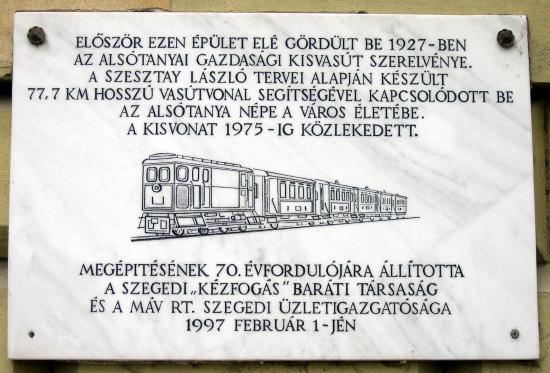 ELŐSZÖR EZEN ÉPÜLET ELÉ GÖRDÜLT BE 1927-BEN
AZ ALSÓTANYAI GAZDASÁGI KISVASÚT SZERELVÉNYE.
A SZESZTAY LÁSZLÓ TERVEI ALAPJÁN KÉSZÜLT
77,7 KM HOSSZÚ VASÚTVONAL SEGÍTSÉGÉVEL KAPCSOLÓDOTT BE
AZ ALSÓTANYA NÉPE A VÁROS ÉLETÉBE.
A KISVONAT 1975-IG KÖZLEKEDETT.
MEGÉPITÉSÉNEK 70. ÉVFORDULÓJÁRA ÁLLÍTOTTA
A SZEGEDI „KÉZFOGÁS” BARÁTI TÁRSASÁG
ÉS A MÁV RT. SZEGEDI ÜZLETIGAZGATÓSÁGA
1997 FEBRUÁR 1-JÉN